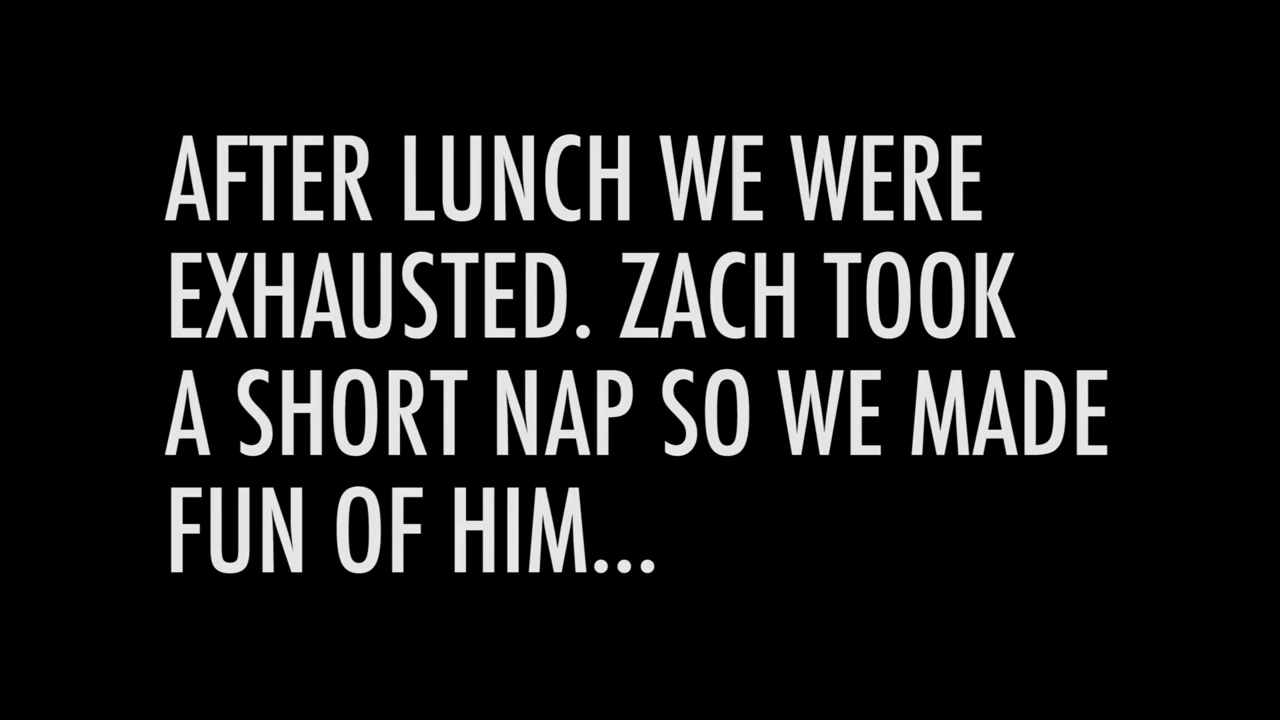 AFTER LUNCH WE WERE
EXHAUSTED. ZACH TOOK
A SHORT NAP SO WE MADE
FUN OF HIM...